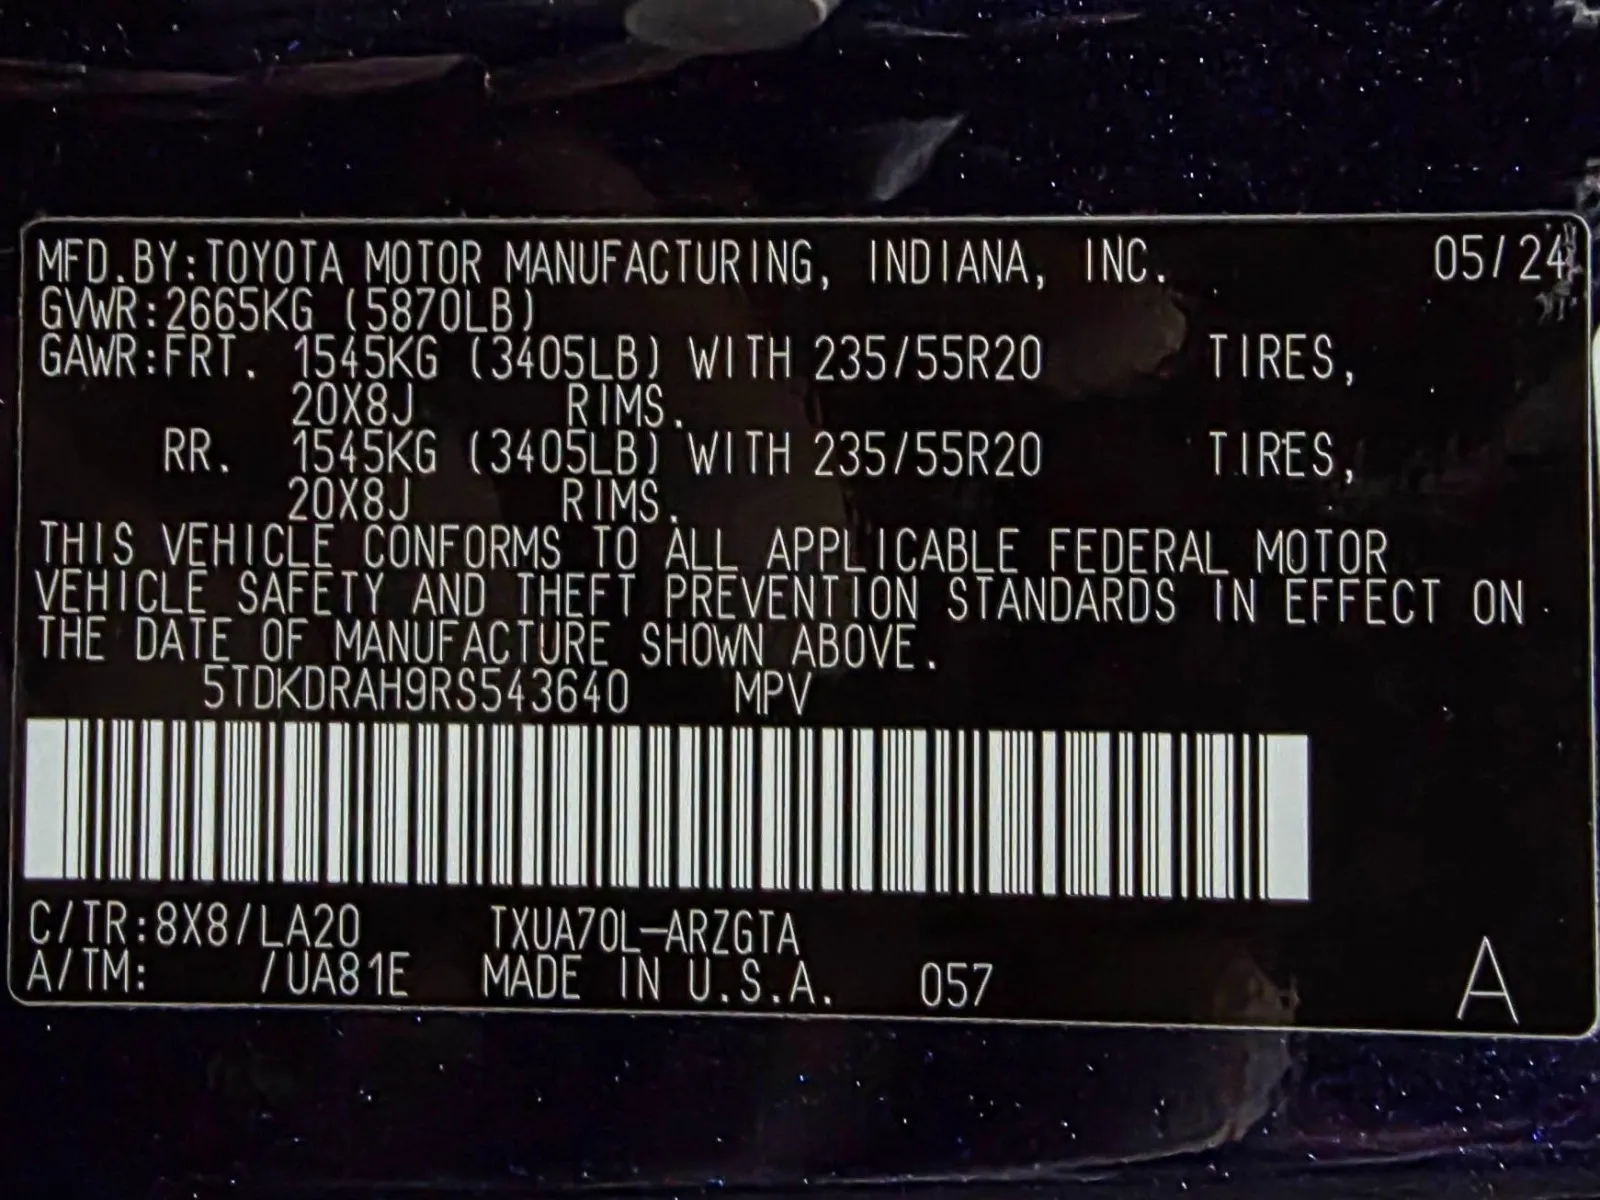 MFD.BY:TOYOTA MOTOR MANUFACTURING, INDIANA, INC. 05/24
GVWR:2665KG (5870LB)
GAWR:FRT. 1545KG (3405LB) WITH 235/55R20 TIRES,
20X8J RIMS.
RR. 1545KG (3405LB) WITH 235/55R20 TIRES,
20X8J RIMS.
THIS VEHICLE CONFORMS TO ALL APPLICABLE FEDERAL MOTOR
VEHICLE SAFETY AND THEFT PREVENTION STANDARDS IN EFFECT ON
THE DATE OF MANUFACTURE SHOWN ABOVE.
5TDKDRAH9RS543640 MPV
C/TR:8X8/LA20 TXUA70L-ARZGTA
A/TM: /UA81E MADE IN U.S.A. 057 A